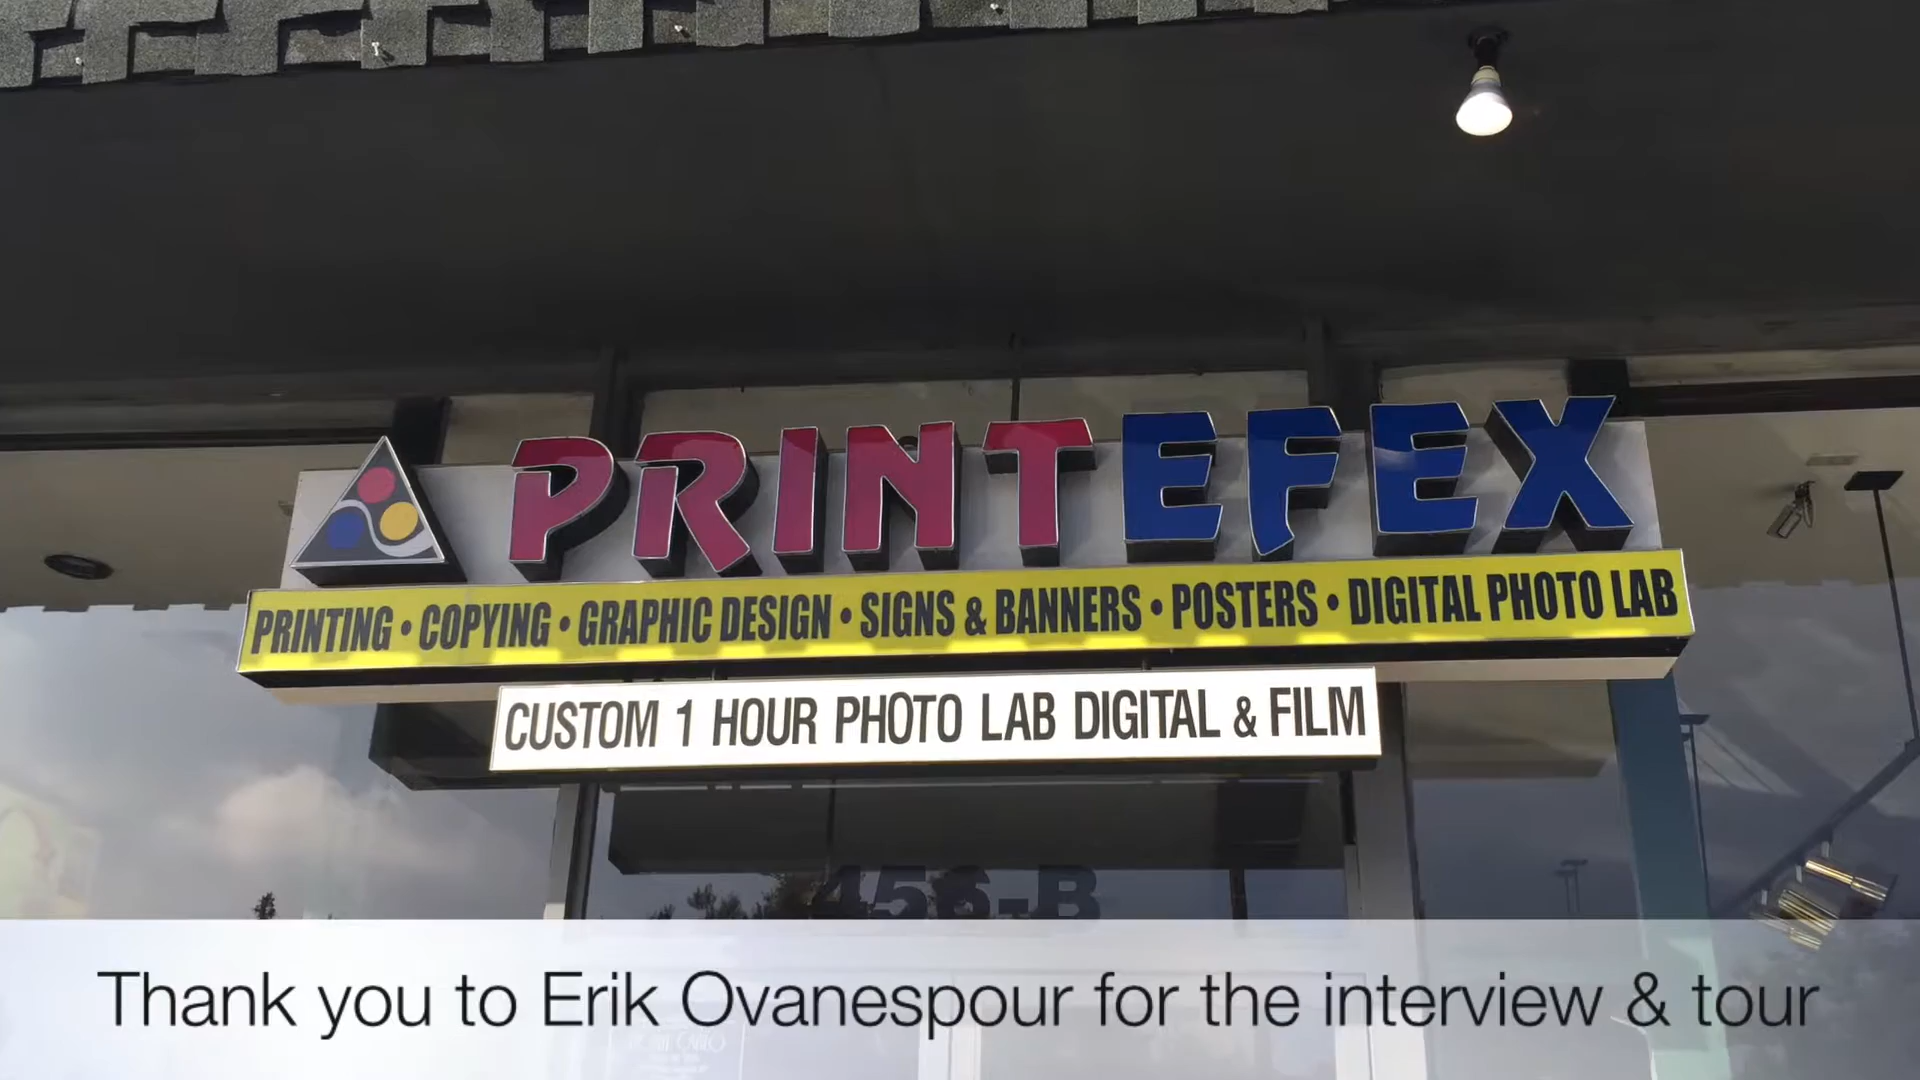 PRINTEFEX
PRINTING • COPYING • GRAPHIC DESIGN • SIGNS & BANNERS • POSTERS • DIGITAL PHOTO LAB
CUSTOM 1 HOUR PHOTO LAB DIGITAL & FILM
456-B
Thank you to Erik Ovanespour for the interview & tour